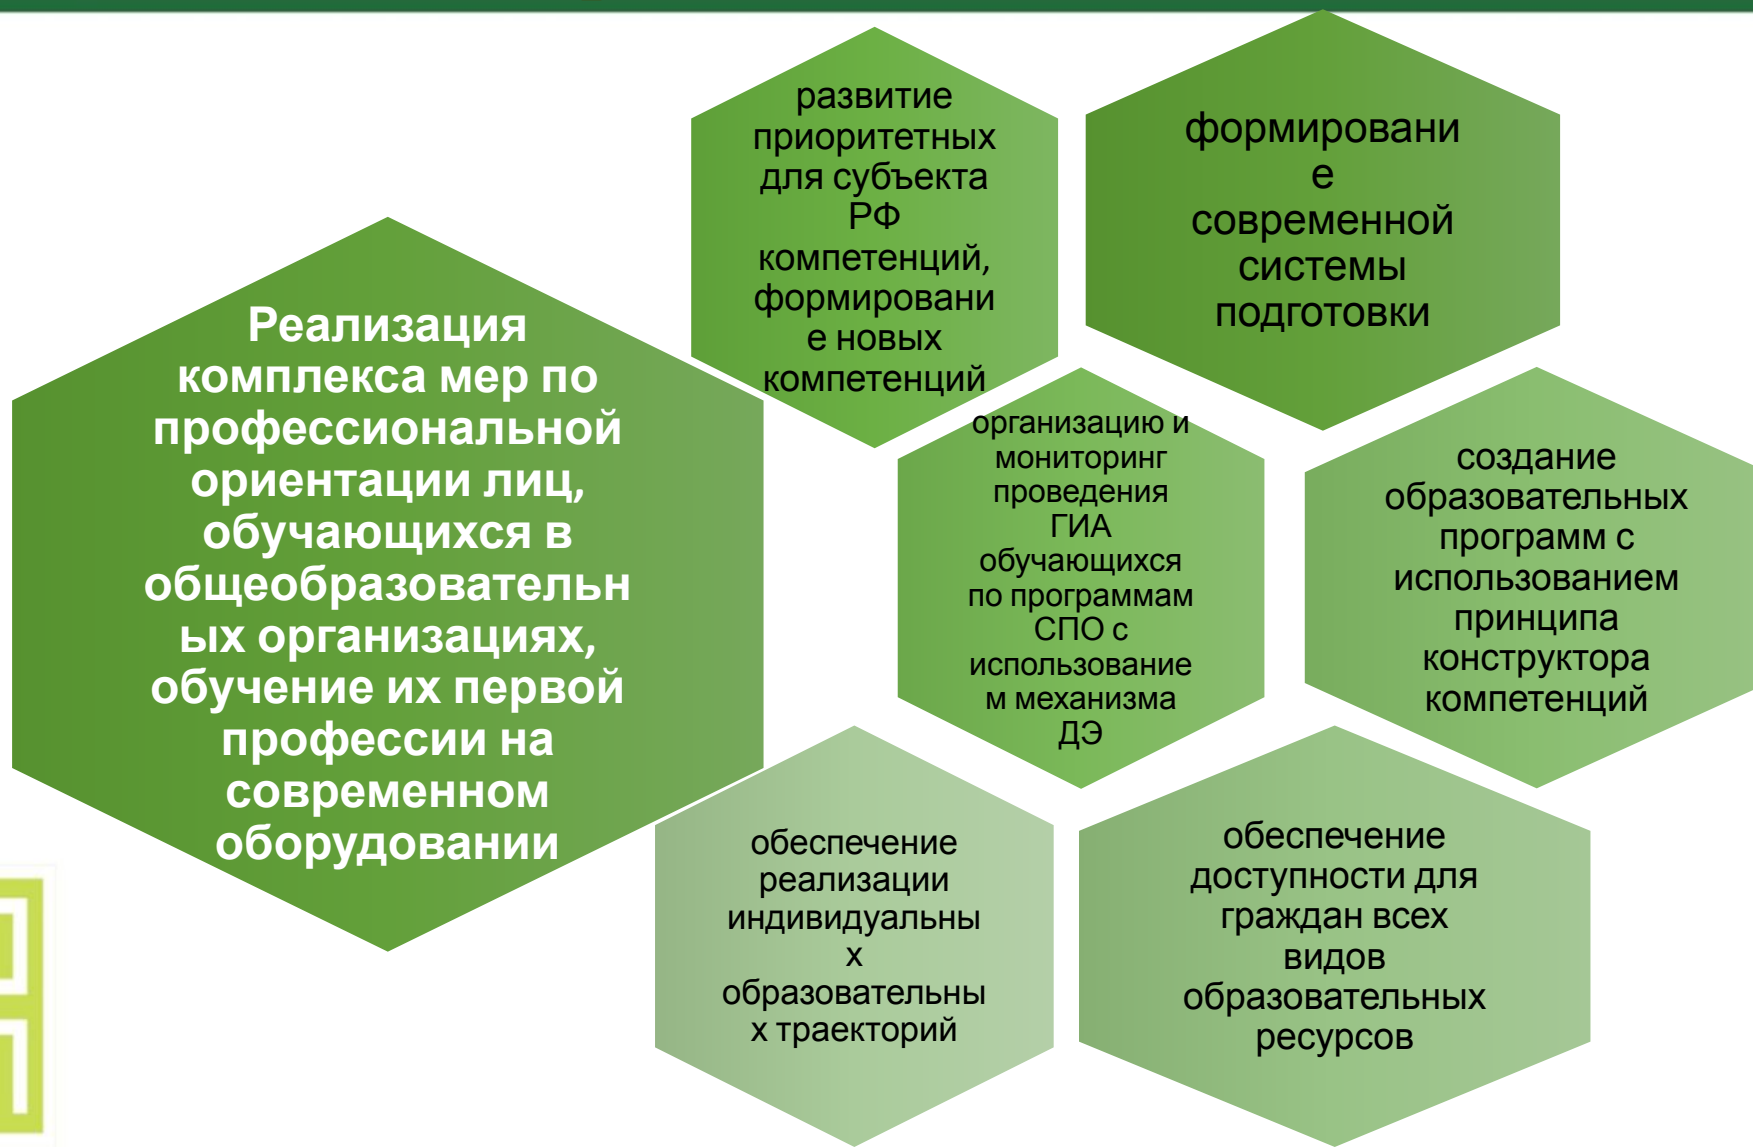 Реализация
комплекса мер по
профессиональной
ориентации лиц,
обучающихся в
общеобразовательн
ых организациях,
обучение их первой
профессии на
современном
оборудовании
развитие
приоритетных
для субъекта
РФ
компетенций,
формировани
е новых
компетенций
формировани
е
современной
системы
подготовки
организацию и
мониторинг
проведения
ГИА
обучающихся
по программам
СПО с
использование
м механизма
ДЭ
создание
образовательных
программ с
использованием
принципа
конструктора
компетенций
обеспечение
реализации
индивидуальны
х
образовательны
х траекторий
обеспечение
доступности для
граждан всех
видов
образовательных
ресурсов